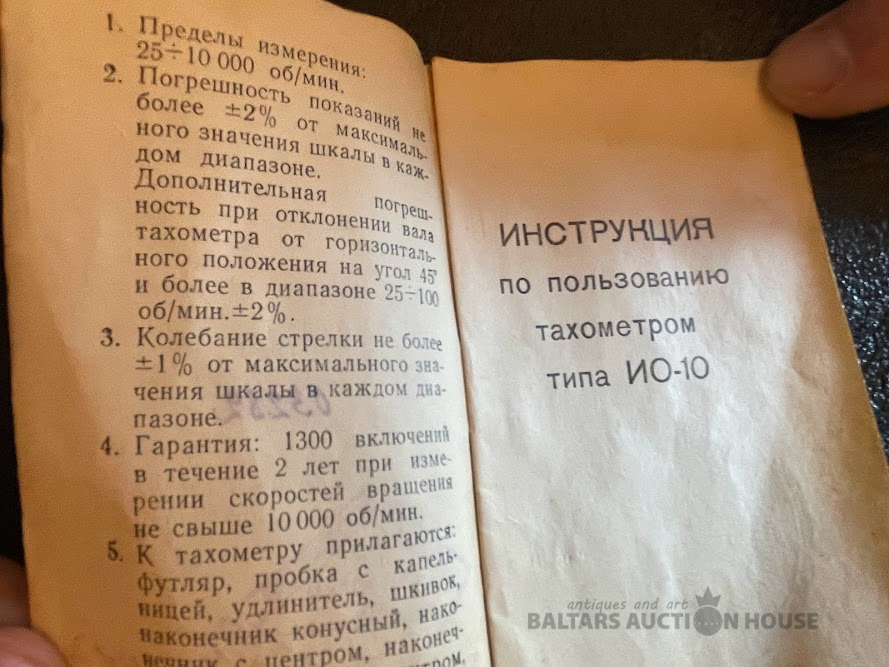 1. Пределы измерения:
25÷10 000 об/мин.
2. Погрешность показаний не
более ±2% от максималь-
ного значения шкалы в каж-
дом диапазоне.
Дополнительная погреш-
ность при отклонении вала
тахометра от горизонталь-
ного положения на угол 45°
и более в диапазоне 25÷100
об/мин.±2%.
3. Колебание стрелки не более
±1% от максимального зна-
чения шкалы в каждом диа-
пазоне.
4. Гарантия: 1300 включений
в течение 2 лет при изме-
рении скоростей вращения
не свыше 10 000 об/мин.
5. К тахометру прилагаются:
футляр, пробка с капель-
ницей, удлинитель, шкивок,
наконечник конусный, нако-
нечник с центром, наконеч-
ИНСТРУКЦИЯ
по пользованию
тахометром
типа ИО-10
antiques and art
BALTARS AUCTION HOUSE